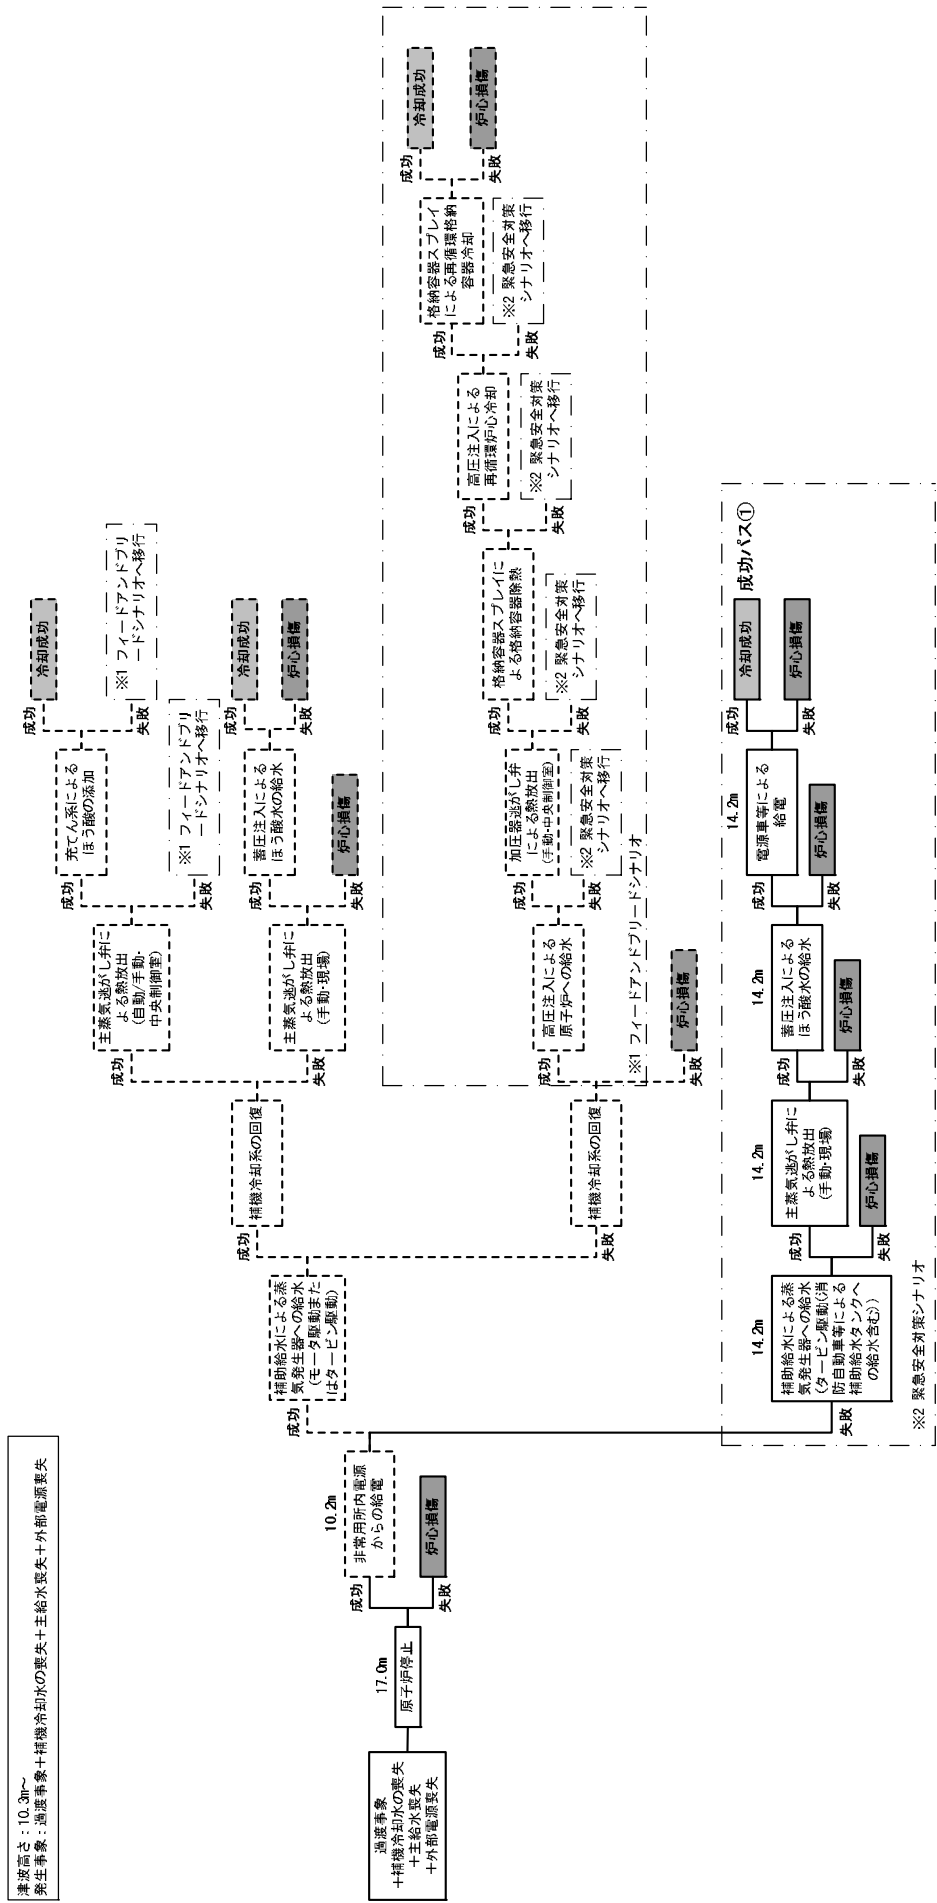 津波高さ:10.3m~
発生事象:過渡事象+補機冷却水の喪失+主給水喪失+外部電源喪失
過渡事象
+補機冷却水の喪失
+主給水喪失
+外部電源喪失
17.0m
原子炉停止
成功
失敗
炉心損傷
10.2m
非常用所内電源
からの給電
成功
失敗
補助給水による蒸
気発生器への給水
(モータ駆動また
はタービン駆動)
成功
失敗
補機冷却系の回復
成功
失敗
主蒸気逃がし弁に
よる熱放出
(自動/手動・
中央制御室)
成功
失敗
充てん系による
ほう酸の添加
成功
失敗
冷却成功
※1 フィードアンドブリ
ードシナリオへ移行
※1 フィードアンドブリ
ードシナリオへ移行
主蒸気逃がし弁に
よる熱放出
(手動・現場)
成功
失敗
蓄圧注入による
ほう酸水の給水
成功
失敗
冷却成功
炉心損傷
炉心損傷
補機冷却系の回復
成功
失敗
炉心損傷
高圧注入による
原子炉への給水
成功
失敗
加圧器逃がし弁
による熱放出
(手動・中央制御室)
※2 緊急安全対策
シナリオへ移行
成功
失敗
格納容器スプレイに
よる格納容器除熱
※2 緊急安全対策
シナリオへ移行
成功
失敗
高圧注入による
再循環炉心冷却
※2 緊急安全対策
シナリオへ移行
成功
失敗
格納容器スプレイ
による再循環格納
容器冷却
※2 緊急安全対策
シナリオへ移行
成功
失敗
冷却成功
炉心損傷
※1 フィードアンドブリードシナリオ
14.2m
補助給水による蒸
気発生器への給水
(タービン駆動(消
防自動車等による
補助給水タンクへ
の給水含む))
成功
失敗
炉心損傷
14.2m
主蒸気逃がし弁に
よる熱放出
(手動・現場)
成功
失敗
炉心損傷
14.2m
蓄圧注入による
ほう酸水の給水
成功
失敗
炉心損傷
14.2m
電源車等による
給電
成功
失敗
冷却成功
炉心損傷
成功パス①
※2 緊急安全対策シナリオ